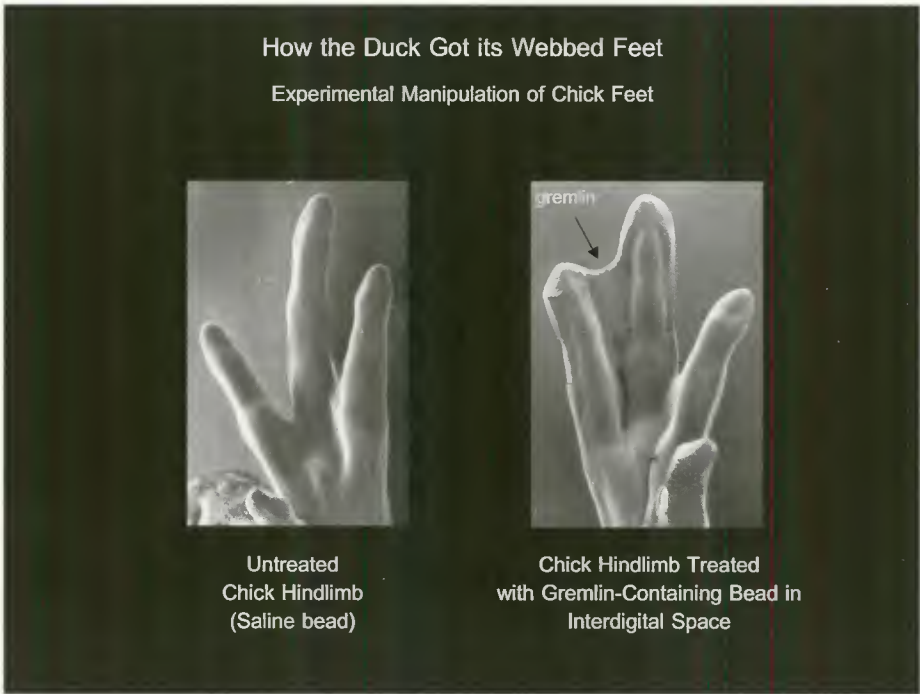 How the Duck Got its Webbed Feet
Experimental Manipulation of Chick Feet
gremlin
Untreated
Chick Hindlimb
(Saline bead)
Chick Hindlimb Treated
with Gremlin-Containing Bead in
Interdigital Space